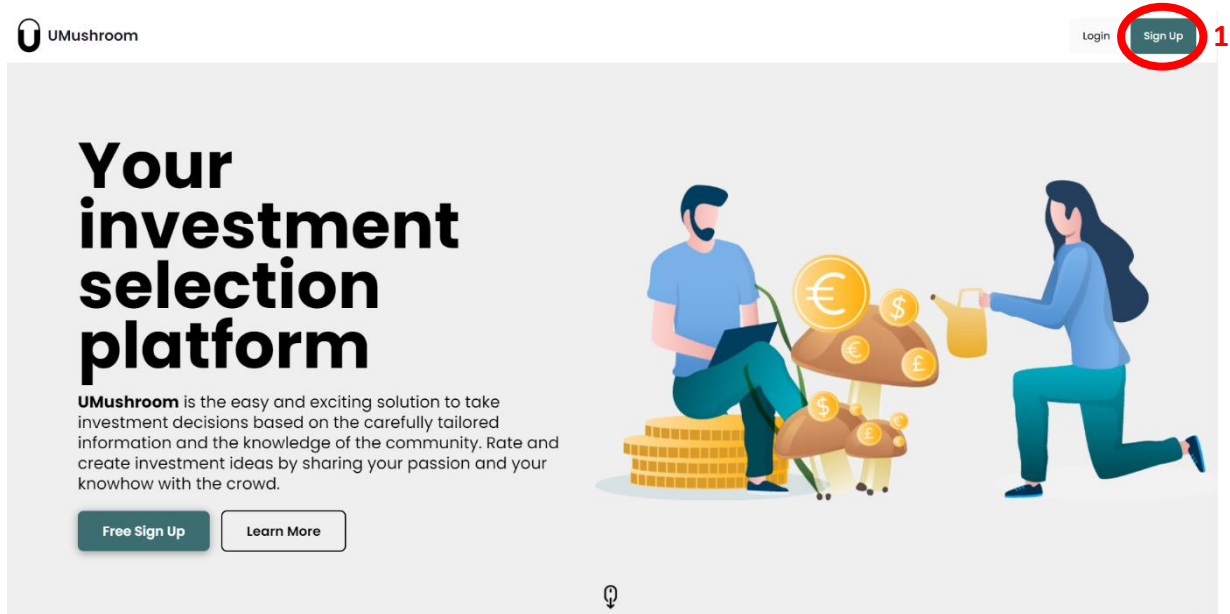 UMushroom
Login
Sign Up
1
Your
investment
selection
platform
UMushroom is the easy and exciting solution to take
investment decisions based on the carefully tailored
information and the knowledge of the community. Rate and
create investment ideas by sharing your passion and your
knowhow with the crowd.
Free Sign Up
Learn More
€
$
€
£
$
£
€